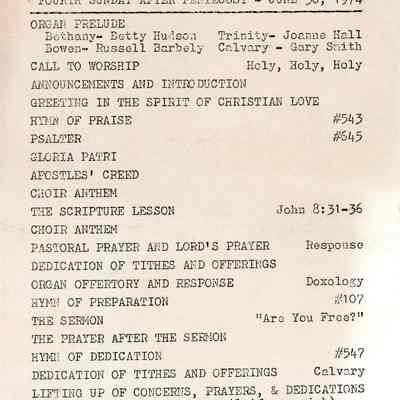 FOURTH SUNDAY AFTER PENTECOST - JUNE 30, 1974
ORGAN PRELUDE
Bethany- Betty Hudson Trinity- Joanne Hall
Bowen- Russell Barbely Calvary - Gary Smith
CALL TO WORSHIP Holy, Holy, Holy
ANNOUNCEMENTS AND INTRODUCTION
GREETING IN THE SPIRIT OF CHRISTIAN LOVE
HYMN OF PRAISE #543
PSALTER #645
GLORIA PATRI
APOSTLES' CREED
CHOIR ANTHEM
THE SCRIPTURE LESSON John 8:31-36
CHOIR ANTHEM
PASTORAL PRAYER AND LORD'S PRAYER Response
DEDICATION OF TITHES AND OFFERINGS
ORGAN OFFERTORY AND RESPONSE Doxology
HYMN OF PREPARATION #107
THE SERMON "Are You Free?"
THE PRAYER AFTER THE SERMON
HYMN OF DEDICATION #547
DEDICATION OF TITHES AND OFFERINGS Calvary
LIFTING UP OF CONCERNS, PRAYERS, & DEDICATIONS